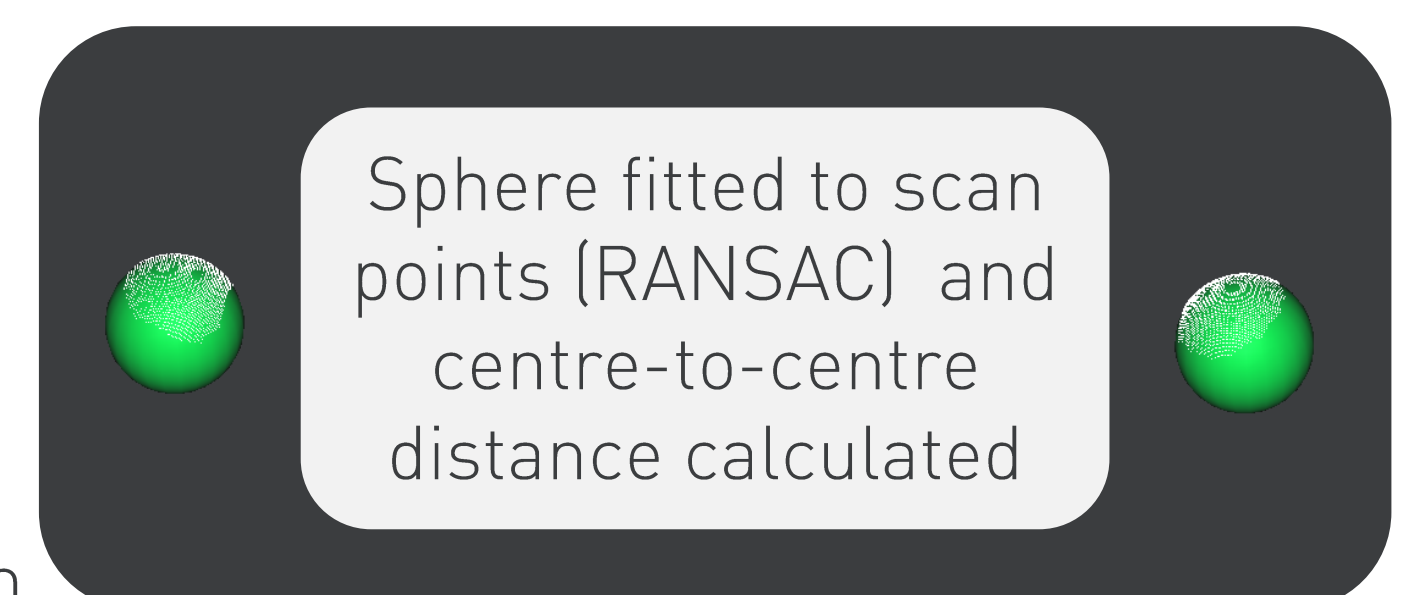 Sphere fitted to scan
points (RANSAC)  and
centre-to-centre
distance calculated